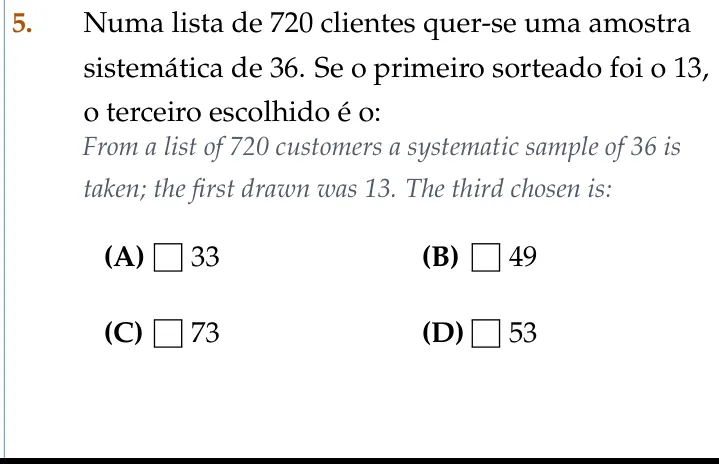 5. Numa lista de 720 clientes quer-se uma amostra
sistemática de 36. Se o primeiro sorteado foi o 13,
o terceiro escolhido é o:
From a list of 720 customers a systematic sample of 36 is
taken; the first drawn was 13. The third chosen is:
(A) 33 (B) 49
(C) 73 (D) 53